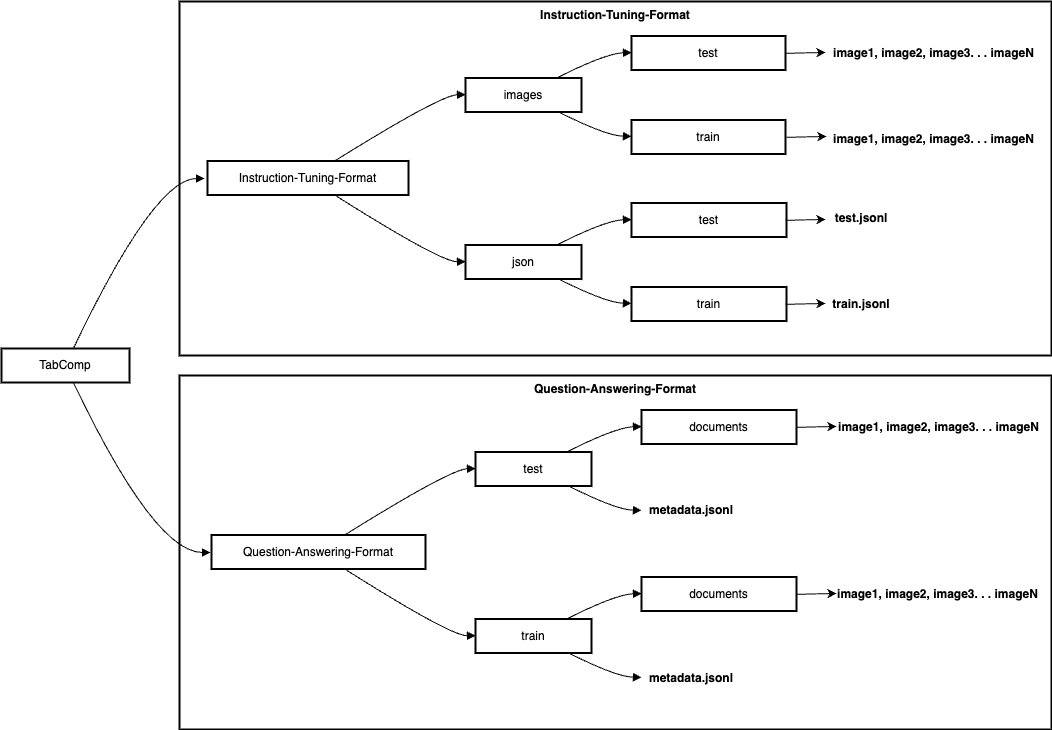 Instruction-Tuning-Format
test
image1, image2, image3. . . imageN
images
train
image1, image2, image3. . . imageN
Instruction-Tuning-Format
test
test.jsonl
json
train
train.jsonl
TabComp
Question-Answering-Format
documents
image1, image2, image3. . . imageN
test
metadata.jsonl
Question-Answering-Format
documents
image1, image2, image3. . . imageN
train
metadata.jsonl